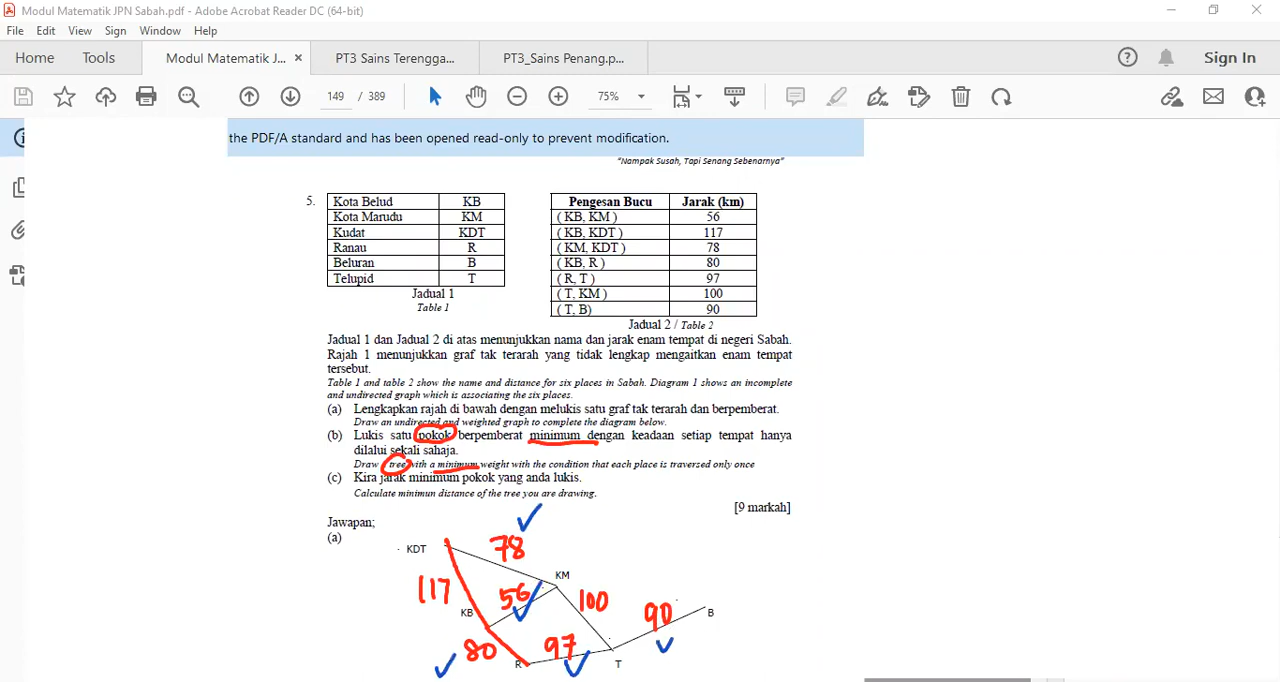 Modul Matematik JPN Sabah.pdf - Adobe Acrobat Reader DC (64-bit)
File Edit View Sign Window Help
Home Tools Modul Matematik J... × PT3 Sains Terengga... PT3_Sains Penang.p... Sign In
149 / 389 75%
the PDF/A standard and has been opened read-only to prevent modification.
"Nampak Susah, Tapi Senang Sebenarnya"
5.
Kota Belud KB
Kota Marudu KM
Kudat KDT
Ranau R
Beluran B
Telupid T
Jadual 1
Table 1
Pengesan Bucu Jarak (km)
( KB, KM ) 56
( KB, KDT ) 117
( KM, KDT ) 78
( KB, R ) 80
( R, T ) 97
( T, KM ) 100
( T, B) 90
Jadual 2 / Table 2
Jadual 1 dan Jadual 2 di atas menunjukkan nama dan jarak enam tempat di negeri Sabah.
Rajah 1 menunjukkan graf tak terarah yang tidak lengkap mengaitkan enam tempat
tersebut.
Table 1 and table 2 show the name and distance for six places in Sabah. Diagram 1 shows an incomplete
and undirected graph which is associating the six places.
(a) Lengkapkan rajah di bawah dengan melukis satu graf tak terarah dan berpemberat.
Draw an undirected and weighted graph to complete the diagram below.
(b) Lukis satu pokok berpemberat minimum dengan keadaan setiap tempat hanya
dilalui sekali sahaja.
Draw a tree with a minimum weight with the condition that each place is traversed only once
(c) Kira jarak minimum pokok yang anda lukis.
Calculate minimun distance of the tree you are drawing.
[9 markah]
Jawapan;
(a)
KDT 78
KM
117 56 100
KB 90 B
80 97
R T